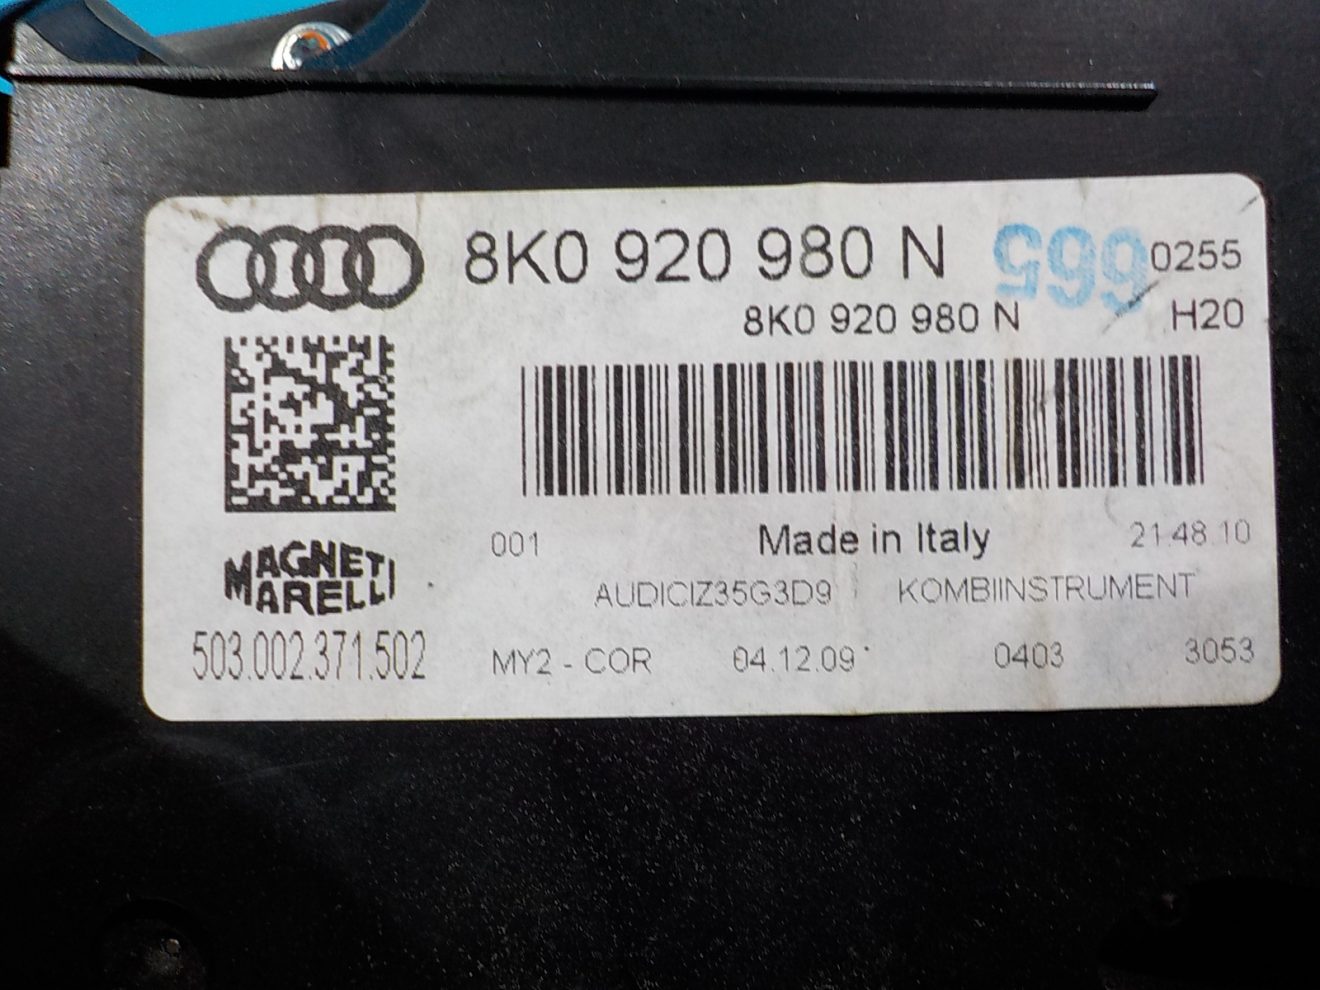 8K0 920 980 N 665 0255
8K0 920 980 N H20
001 Made in Italy 21.48.10
MAGNETI
MARELLI
AUDICIZ35G3D9 KOMBIINSTRUMENT
503.002.371.502 MY2 - COR 04.12.09 0403 3053